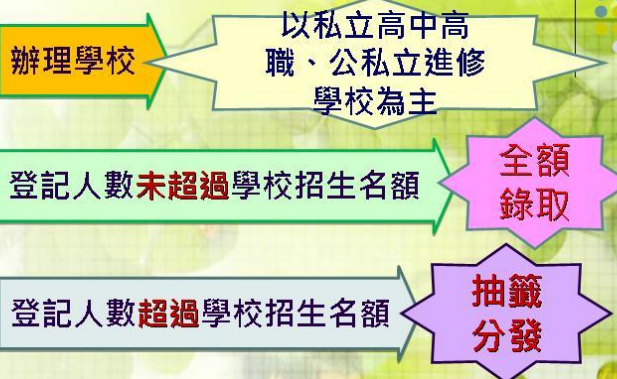 辦理學校
以私立高中高
職、公私立進修
學校為主
登記人數未超過學校招生名額
全額
錄取
登記人數超過學校招生名額
抽籤
分發